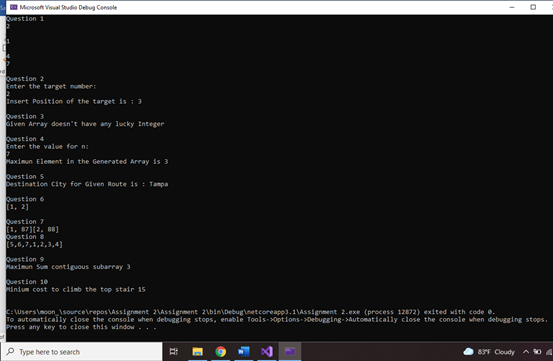 Microsoft Visual Studio Debug Console
Question 1
2
1
4
7
Question 2
Enter the target number:
2
Insert Position of the target is : 3
Question 3
Given Array doesn't have any lucky Integer
Question 4
Enter the value for n:
7
Maximun Element in the Generated Array is 3
Question 5
Destination City for Given Route is : Tampa
Question 6
[1, 2]
Question 7
[1, 87][2, 88]
Question 8
[5,6,7,1,2,3,4]
Question 9
Maximun Sum contiguous subarray 3
Question 10
Minium cost to climb the top stair 15
C:\Users\moon_\source\repos\Assignment 2\Assignment 2\bin\Debug\netcoreapp3.1\Assignment 2.exe (process 12872) exited with code 0.
To automatically close the console when debugging stops, enable Tools->Options->Debugging->Automatically close the console when debugging stops.
Press any key to close this window . . .
Type here to search
83°F Cloudy